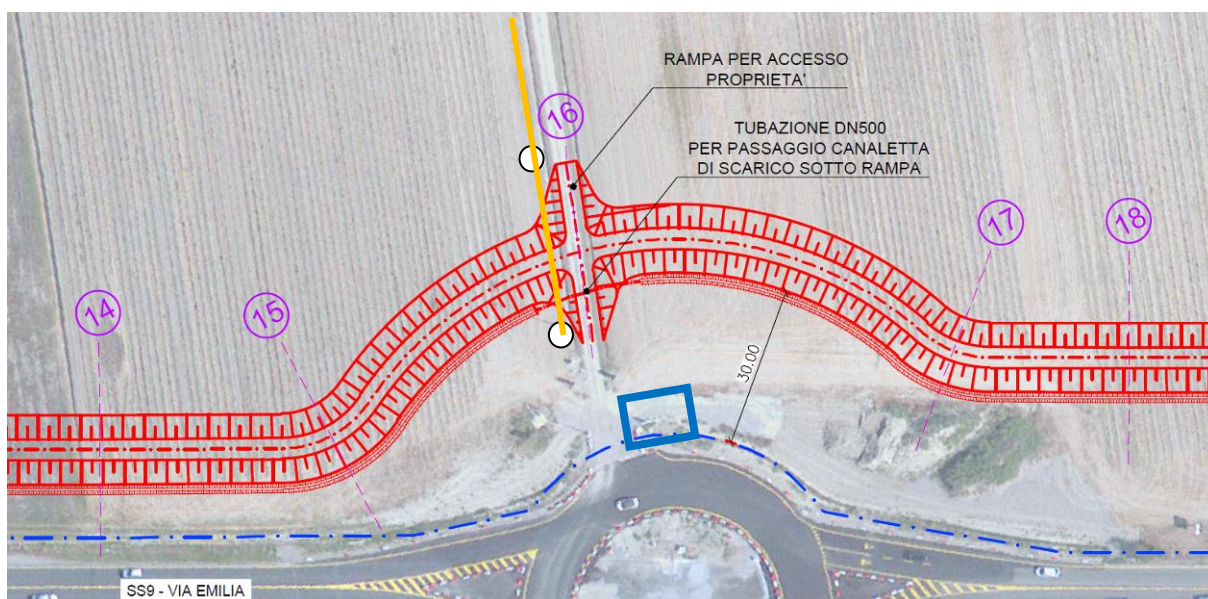 RAMPA PER ACCESSO
PROPRIETA'
TUBAZIONE DN500
PER PASSAGGIO CANALETTA
DI SCARICO SOTTO RAMPA
16
17
18
14
15
30.00
SS9 - VIA EMILIA